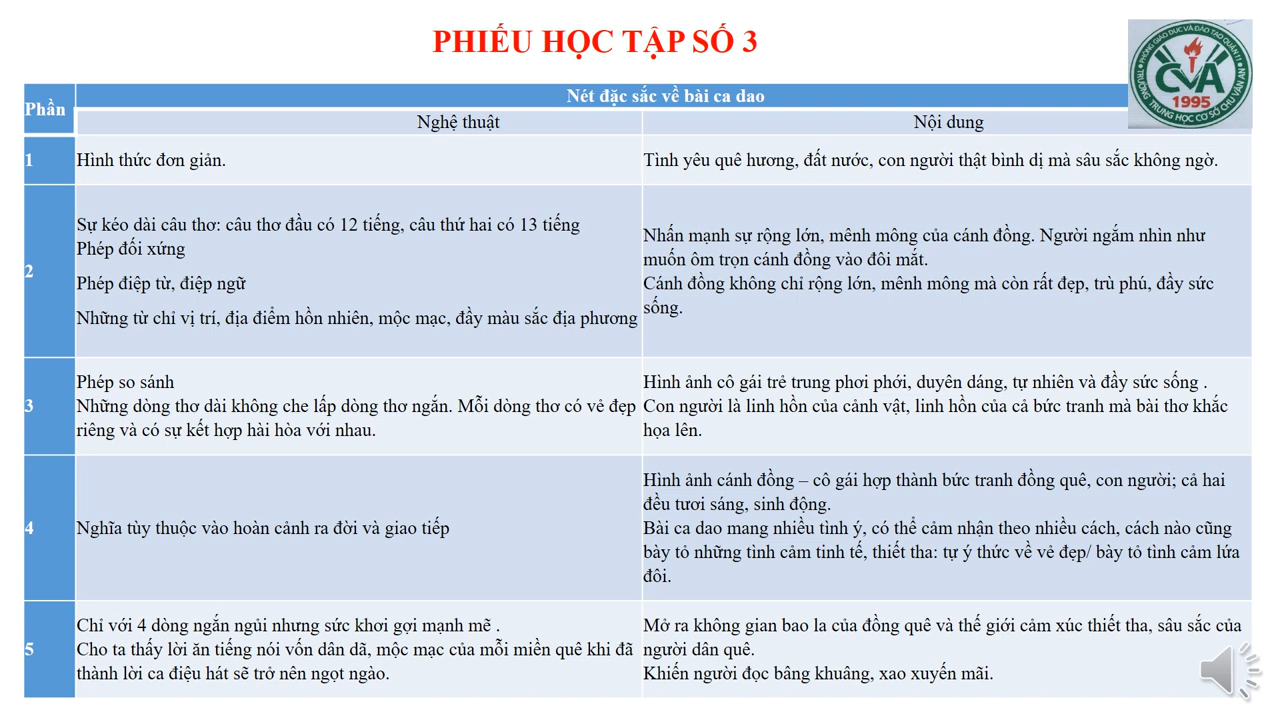 PHIẾU HỌC TẬP SỐ 3
PHÒNG GIÁO DỤC VÀ ĐÀO TẠO QUẬN 11
CVA
1995
TRƯỜNG TRUNG HỌC CƠ SỞ CHU VĂN AN
Phần
Nét đặc sắc về bài ca dao
Nghệ thuật
Nội dung
1
Hình thức đơn giản.
Tình yêu quê hương, đất nước, con người thật bình dị mà sâu sắc không ngờ.
2
Sự kéo dài câu thơ: câu thơ đầu có 12 tiếng, câu thứ hai có 13 tiếng
Phép đối xứng
Phép điệp từ, điệp ngữ
Những từ chỉ vị trí, địa điểm hồn nhiên, mộc mạc, đầy màu sắc địa phương
Nhấn mạnh sự rộng lớn, mênh mông của cánh đồng. Người ngắm nhìn như
muốn ôm trọn cánh đồng vào đôi mắt.
Cánh đồng không chỉ rộng lớn, mênh mông mà còn rất đẹp, trù phú, đầy sức
sống.
3
Phép so sánh
Những dòng thơ dài không che lấp dòng thơ ngắn. Mỗi dòng thơ có vẻ đẹp
riêng và có sự kết hợp hài hòa với nhau.
Hình ảnh cô gái trẻ trung phơi phới, duyên dáng, tự nhiên và đầy sức sống .
Con người là linh hồn của cảnh vật, linh hồn của cả bức tranh mà bài thơ khắc
họa lên.
4
Nghĩa tùy thuộc vào hoàn cảnh ra đời và giao tiếp
Hình ảnh cánh đồng – cô gái hợp thành bức tranh đồng quê, con người; cả hai
đều tươi sáng, sinh động.
Bài ca dao mang nhiều tình ý, có thể cảm nhận theo nhiều cách, cách nào cũng
bày tỏ những tình cảm tinh tế, thiết tha: tự ý thức về vẻ đẹp/ bày tỏ tình cảm lứa
đôi.
5
Chỉ với 4 dòng ngắn ngủi nhưng sức khơi gợi mạnh mẽ .
Cho ta thấy lời ăn tiếng nói vốn dân dã, mộc mạc của mỗi miền quê khi đã
thành lời ca điệu hát sẽ trở nên ngọt ngào.
Mở ra không gian bao la của đồng quê và thế giới cảm xúc thiết tha, sâu sắc của
người dân quê.
Khiến người đọc bâng khuâng, xao xuyến mãi.